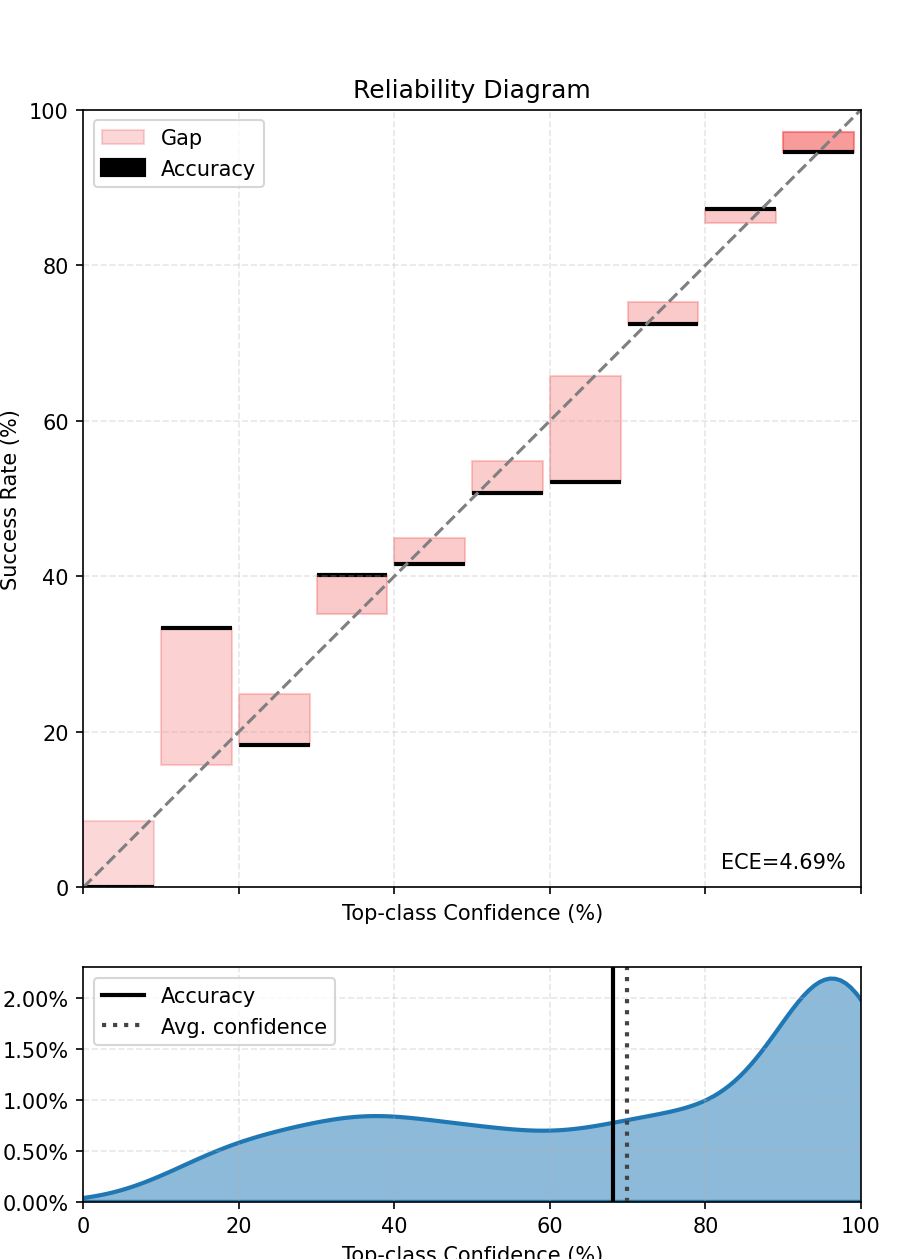 Reliability Diagram
100
80
60
40
20
0
Success Rate (%)
Gap
Accuracy
ECE=4.69%
Top-class Confidence (%)
2.00%
1.50%
1.00%
0.50%
0.00%
Accuracy
Avg. confidence
0 20 40 60 80 100
Top-class Confidence (%)